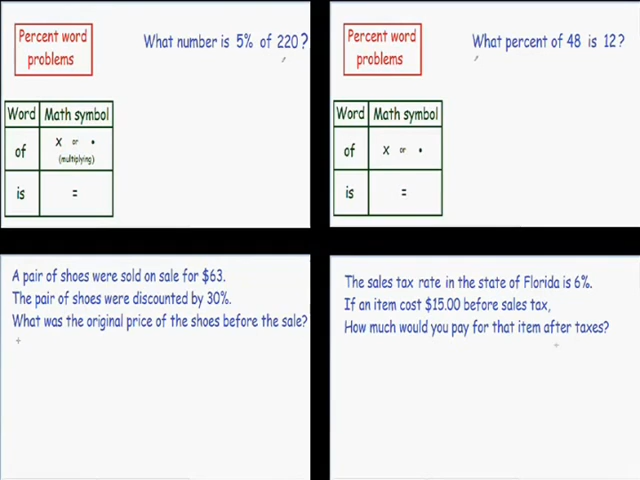 Percent word
problems
What number is 5% of 220?
Word Math symbol
of x or •
(multiplying)
is =
Percent word
problems
What percent of 48 is 12?
Word Math symbol
of x or •
is =
A pair of shoes were sold on sale for $63.
The pair of shoes were discounted by 30%.
What was the original price of the shoes before the sale?
The sales tax rate in the state of Florida is 6%.
If an item cost $15.00 before sales tax,
How much would you pay for that item after taxes?